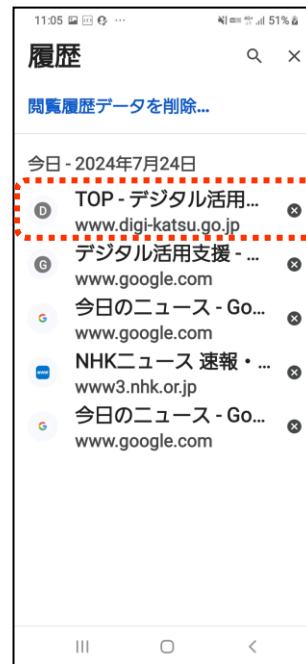 11:05
51%
履歴
閲覧履歴データを削除...
今日 - 2024年7月24日
D
TOP - デジタル活用...
www.digi-katsu.go.jp
G
デジタル活用支援 - ...
www.google.com
G
今日のニュース - Go...
www.google.com
NHKニュース 速報・...
www3.nhk.or.jp
G
今日のニュース - Go...
www.google.com